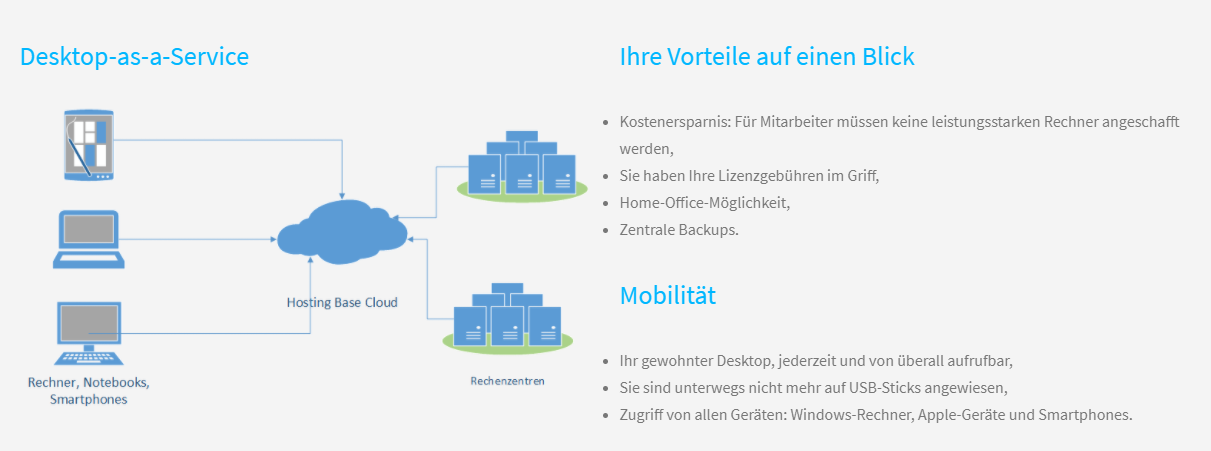 Desktop-as-a-Service
Hosting Base Cloud
Rechner, Notebooks,
Smartphones
Rechenzentren
Ihre Vorteile auf einen Blick
Kostenersparnis: Für Mitarbeiter müssen keine leistungsstarken Rechner angeschafft
werden,
Sie haben Ihre Lizenzgebühren im Griff,
Home-Office-Möglichkeit,
Zentrale Backups.
Mobilität
Ihr gewohnter Desktop, jederzeit und von überall aufrufbar,
Sie sind unterwegs nicht mehr auf USB-Sticks angewiesen,
Zugriff von allen Geräten: Windows-Rechner, Apple-Geräte und Smartphones.